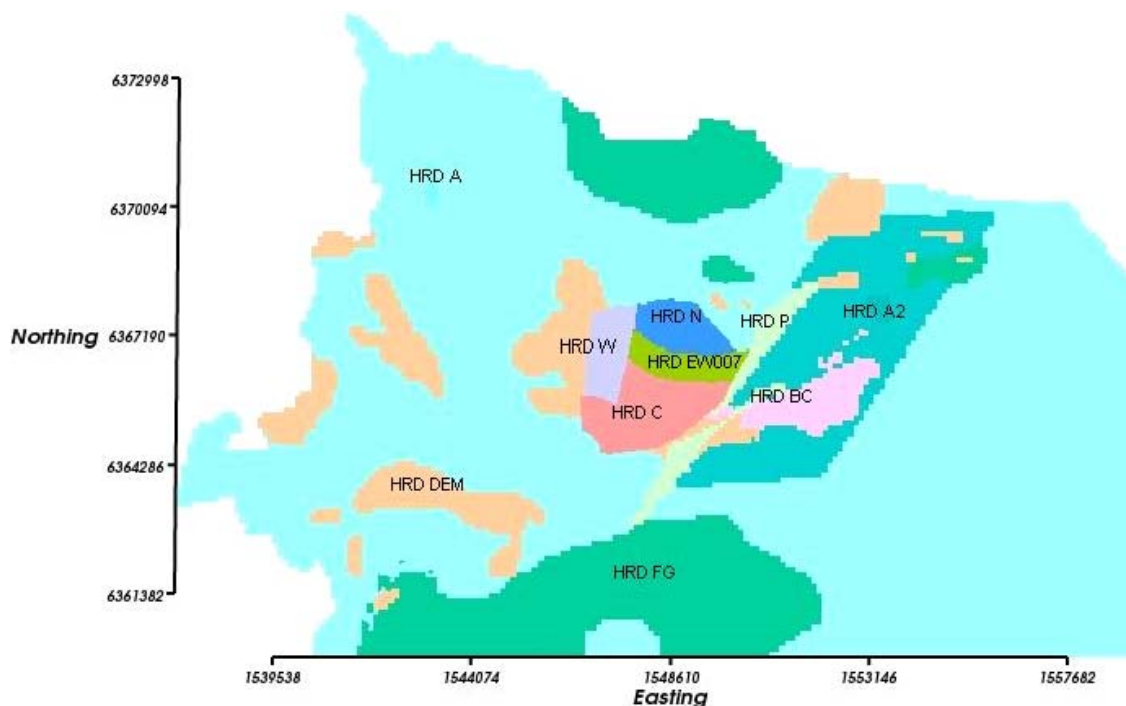 6372998
HRD A
6370094
HRD A2
HRD N
HRD P
6367190
Northing
HRD W
HRD EW007
HRD BC
HRD C
6364286
HRD DEM
HRD FG
6361382
1539538
1544074
1548610
1553146
1557682
Easting